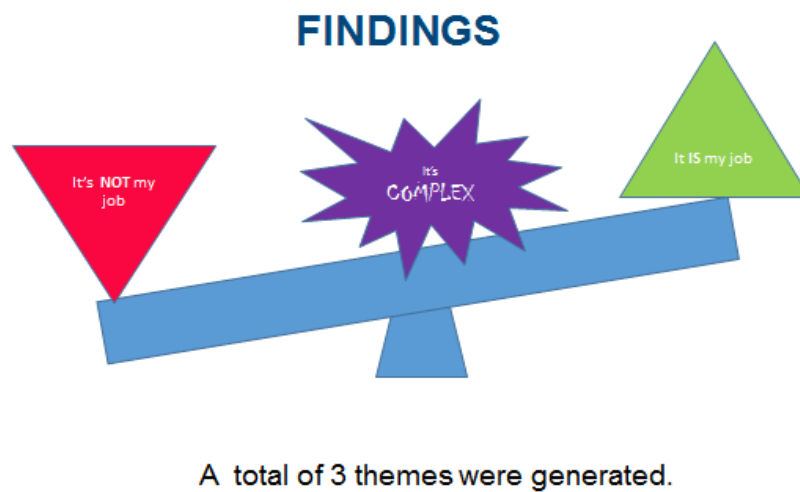 FINDINGS
It's NOT my
job
It's
COMPLEX
It IS my job
A total of 3 themes were generated.